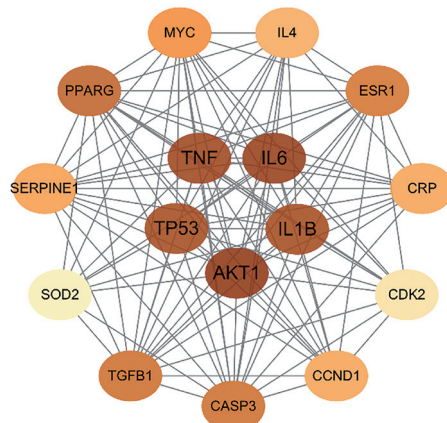 MYC
IL4
PPARG
ESR1
TNF
IL6
SERPINE1
CRP
TP53
IL1B
AKT1
SOD2
CDK2
TGFB1
CCND1
CASP3